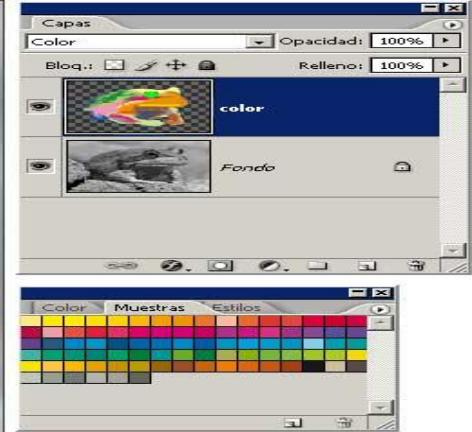 Capas
Color Opacidad: 100%
Bloq.: Relleno: 100%
color
Fondo
Color Muestras Estilos